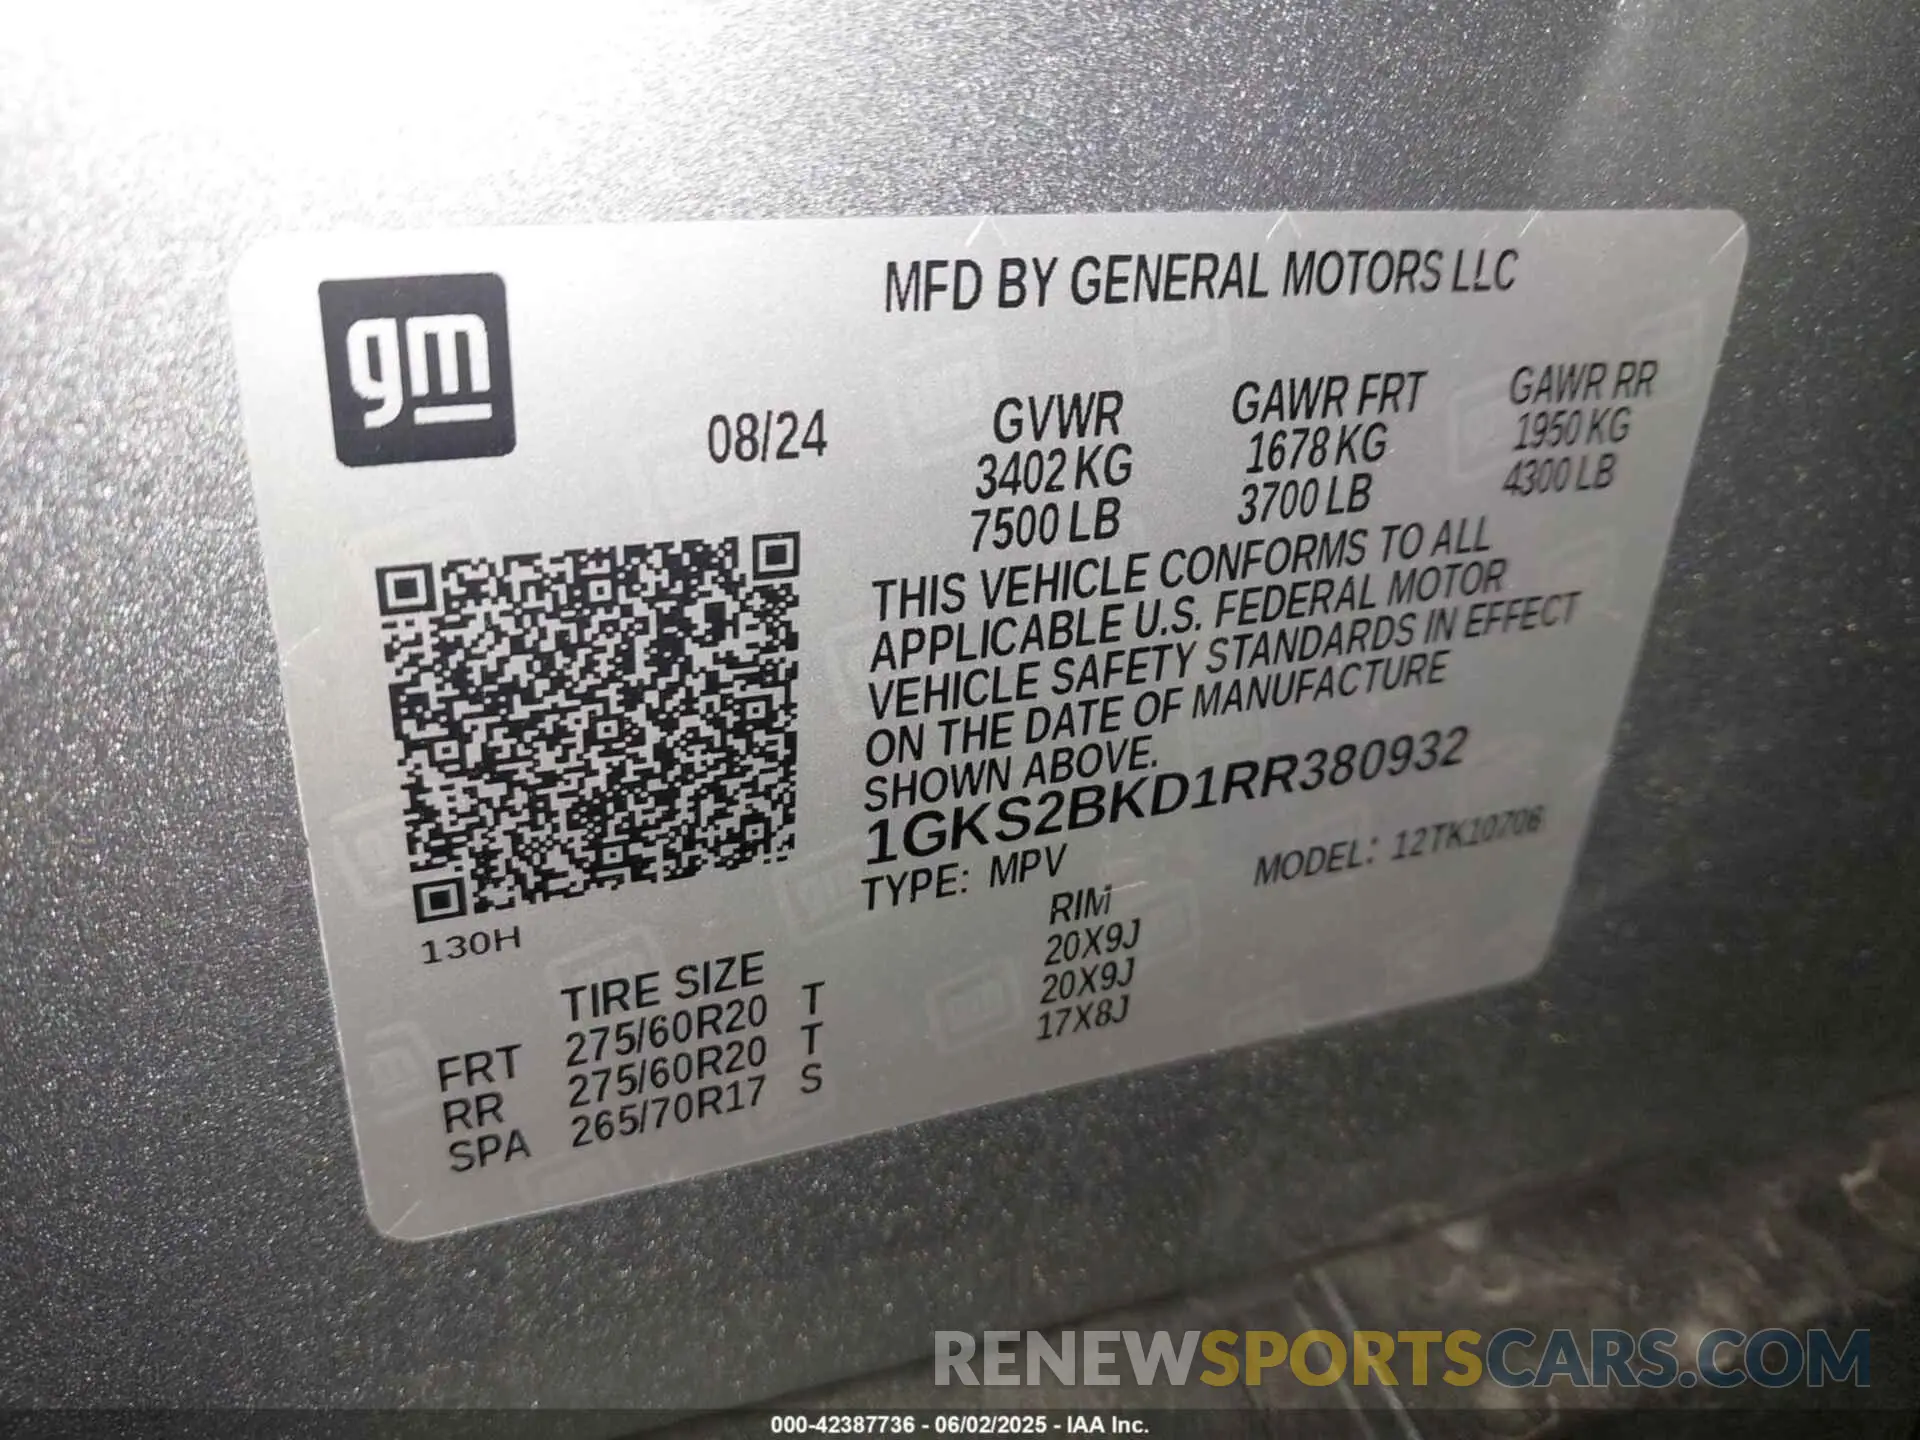 gm
MFD BY GENERAL MOTORS LLC
08/24
GVWR GAWR FRT GAWR RR
3402 KG 1678 KG 1950 KG
7500 LB 3700 LB 4300 LB
THIS VEHICLE CONFORMS TO ALL
APPLICABLE U.S. FEDERAL MOTOR
VEHICLE SAFETY STANDARDS IN EFFECT
ON THE DATE OF MANUFACTURE
SHOWN ABOVE.
1GKS2BKD1RR380932
TYPE: MPV MODEL: 12TK10706
130H
TIRE SIZE RIM
FRT 275/60R20 T 20X9J
RR 275/60R20 T 20X9J
SPA 265/70R17 S 17X8J
RENEWSPORTSCARS.COM
000-42387736 - 06/02/2025 - IAA Inc.